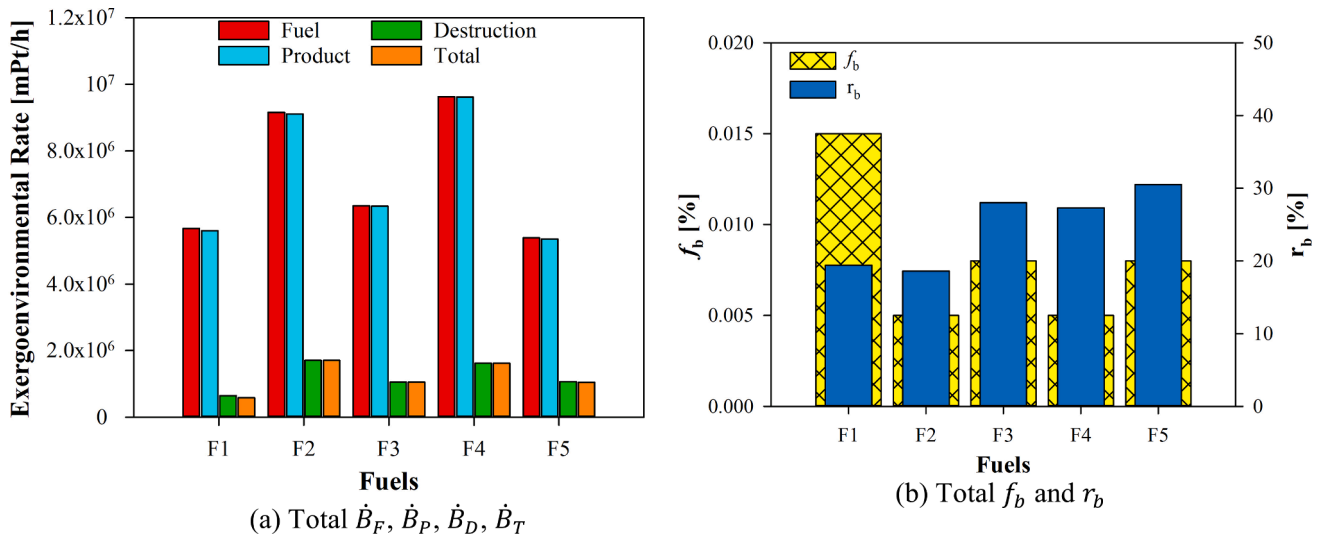 Exergoenvironmental Rate [mPt/h]
1.2x10⁷
10⁷
8.0x10⁶
6.0x10⁶
4.0x10⁶
2.0x10⁶
0
Fuel
Destruction
Product
Total
F1 F2 F3 F4 F5
Fuels
(a) Total Ḃ_F, Ḃ_P, Ḃ_D, Ḃ_T
f_b [%]
0.020
0.015
0.010
0.005
0.000
f_b
r_b
50
40
30
20
10
0
r_b [%]
F1 F2 F3 F4 F5
Fuels
(b) Total f_b and r_b